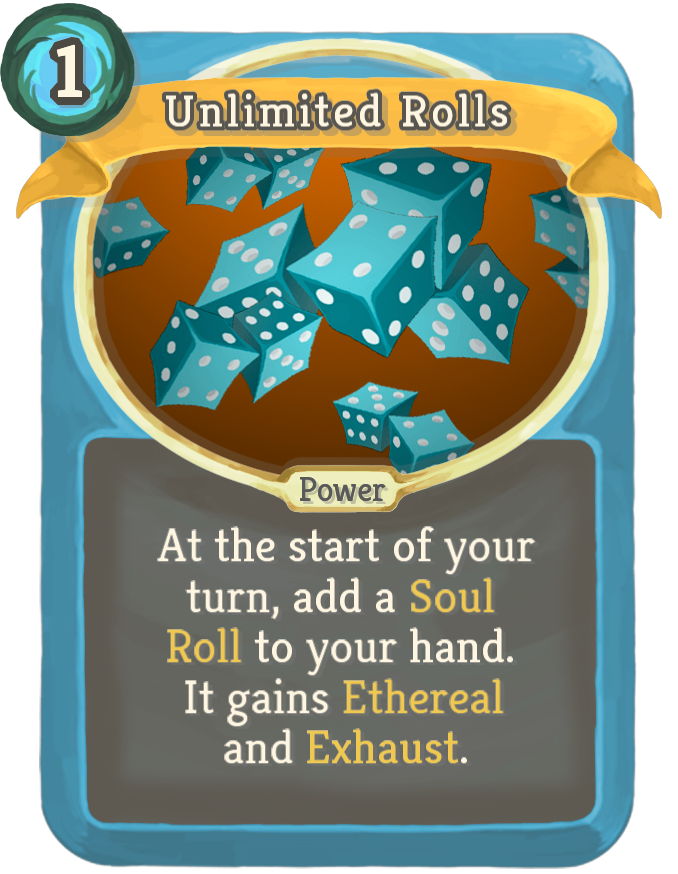 1
Unlimited Rolls
Power
At the start of your
turn, add a Soul
Roll to your hand.
It gains Ethereal
and Exhaust.